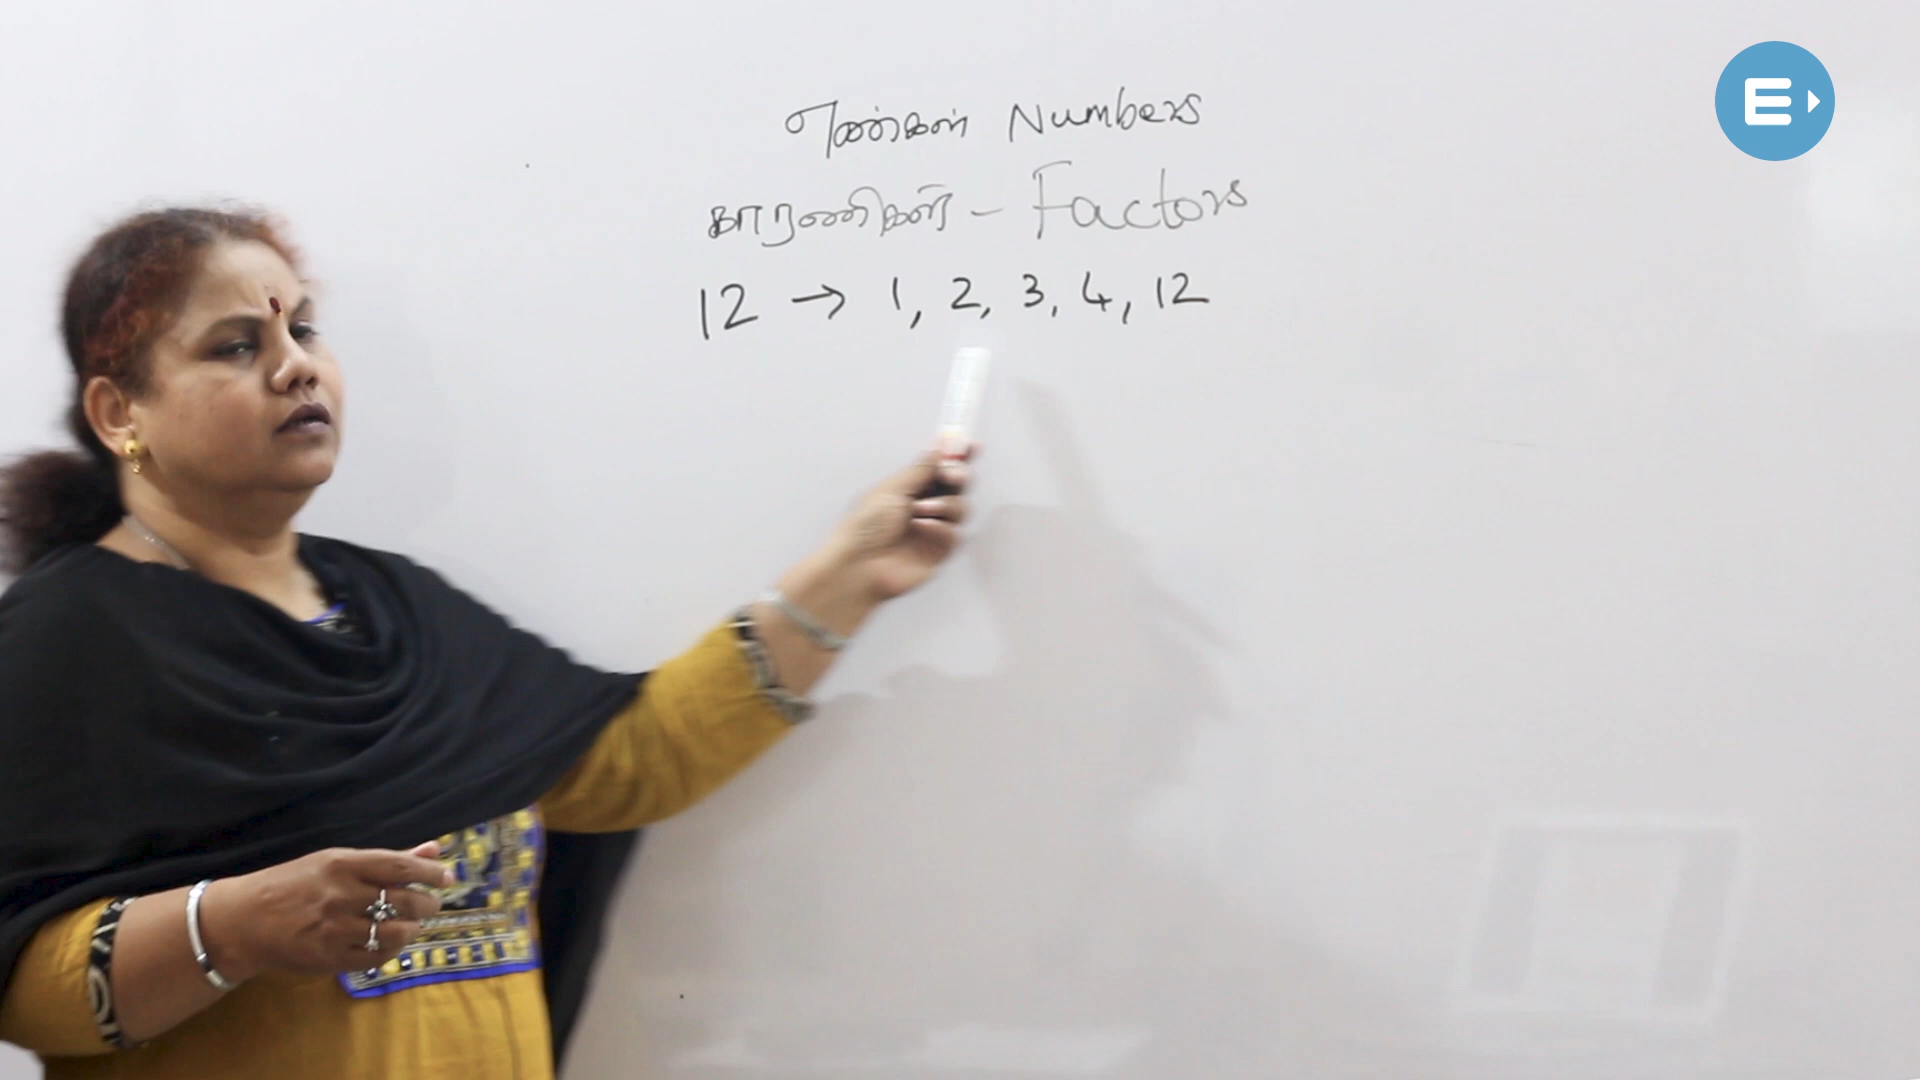 எண்கள் Numbers
காரணிகள் - Factors
12 → 1, 2, 3, 4, 12
E